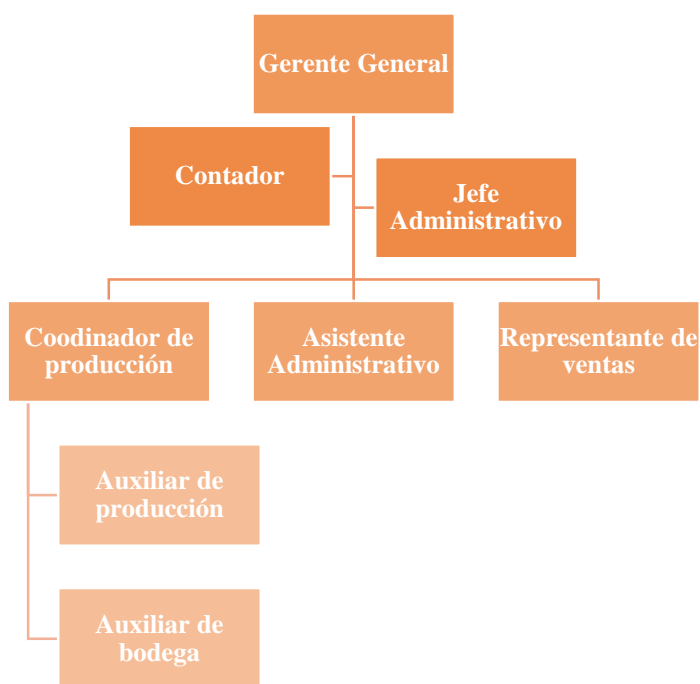 Gerente General
Contador
Jefe
Administrativo
Coodinador de
producción
Asistente
Administrativo
Representante de
ventas
Auxiliar de
producción
Auxiliar de
bodega